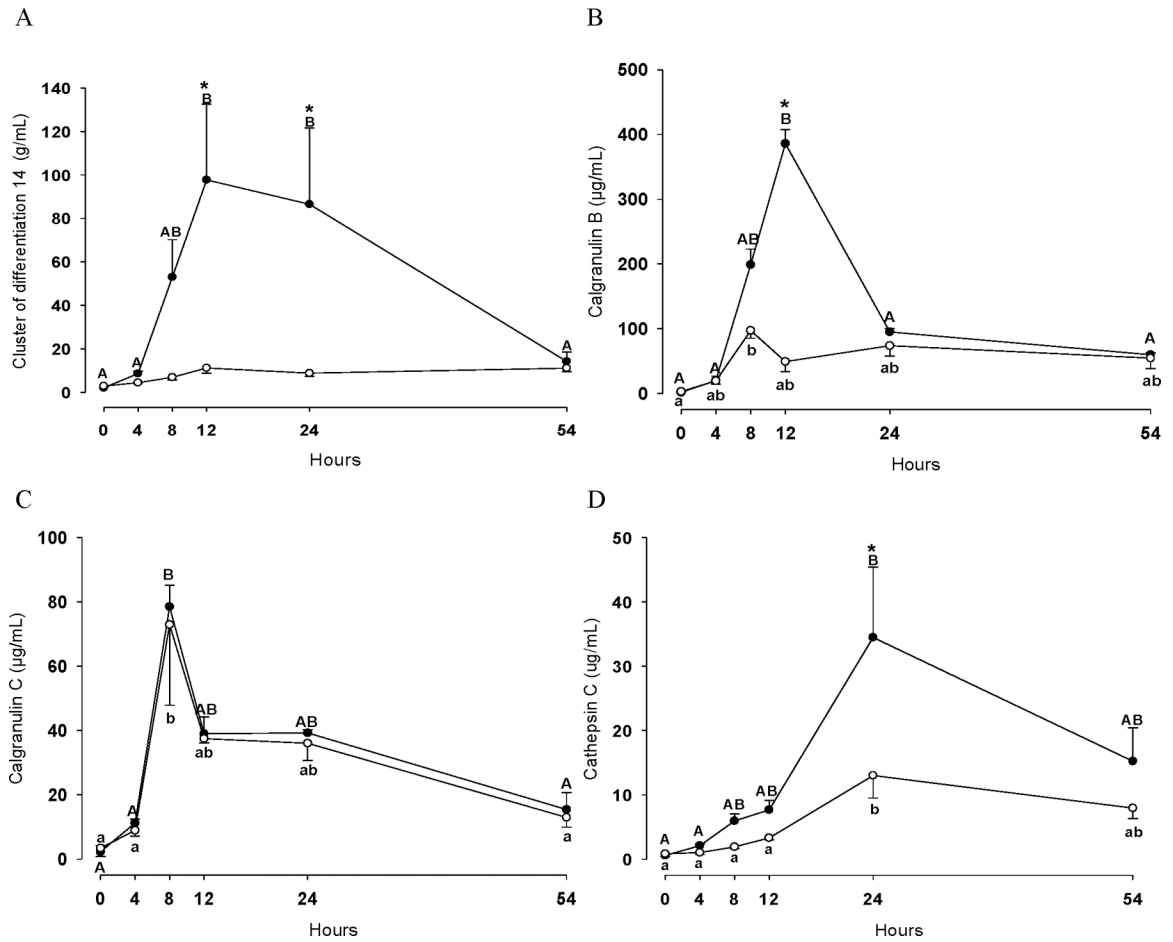 A
Cluster of differentiation 14 (g/mL)
140
120
100
80
60
40
20
0
A
A
AB
*
B
*
B
A
0 4 8 12 24 54
Hours
B
Calgranulin B (µg/mL)
500
400
300
200
100
0
A
A
AB
*
B
A
A
a
ab
b
ab
ab
ab
0 4 8 12 24 54
Hours
C
Calgranulin C (µg/mL)
100
80
60
40
20
0
a
A
B
AB
AB
A
A
a
b
ab
ab
a
0 4 8 12 24 54
Hours
D
Cathepsin C (ug/mL)
50
40
30
20
10
0
A
A
AB
AB
*
B
AB
a
a
a
a
b
ab
0 4 8 12 24 54
Hours